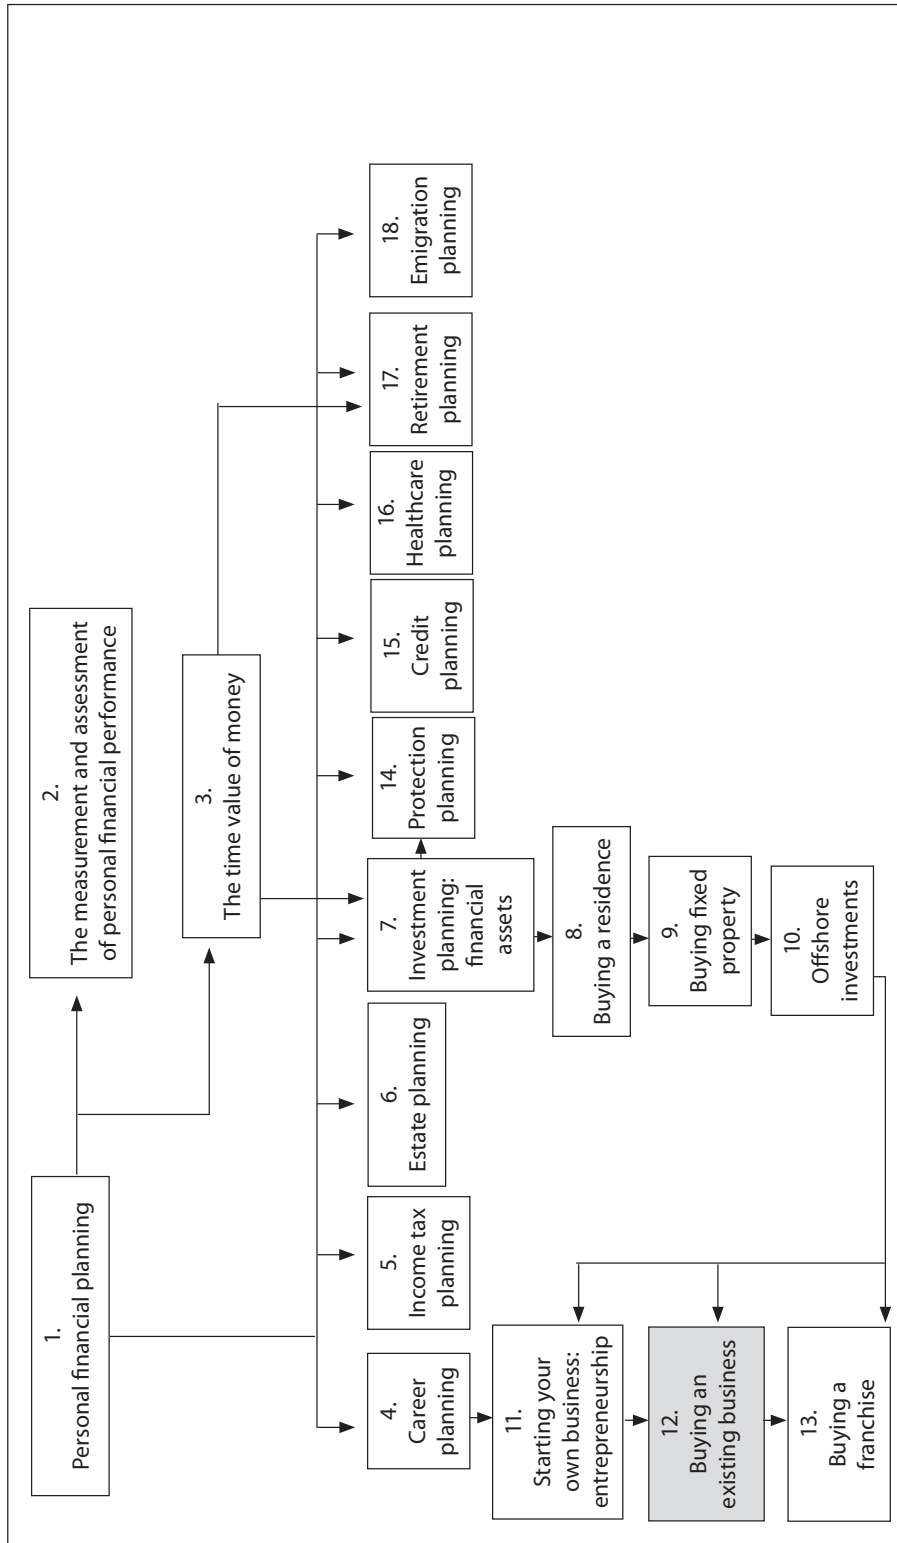 1.
Personal financial planning
2.
The measurement and assessment
of personal financial performance
3.
The time value of money
4.
Career
planning
5.
Income tax
planning
6.
Estate planning
7.
Investment
planning:
financial
assets
14.
Protection
planning
15.
Credit
planning
16.
Healthcare
planning
17.
Retirement
planning
18.
Emigration
planning
8.
Buying a residence
9.
Buying fixed
property
10.
Offshore
investments
11.
Starting your
own business:
entrepreneurship
12.
Buying an
existing business
13.
Buying a
franchise